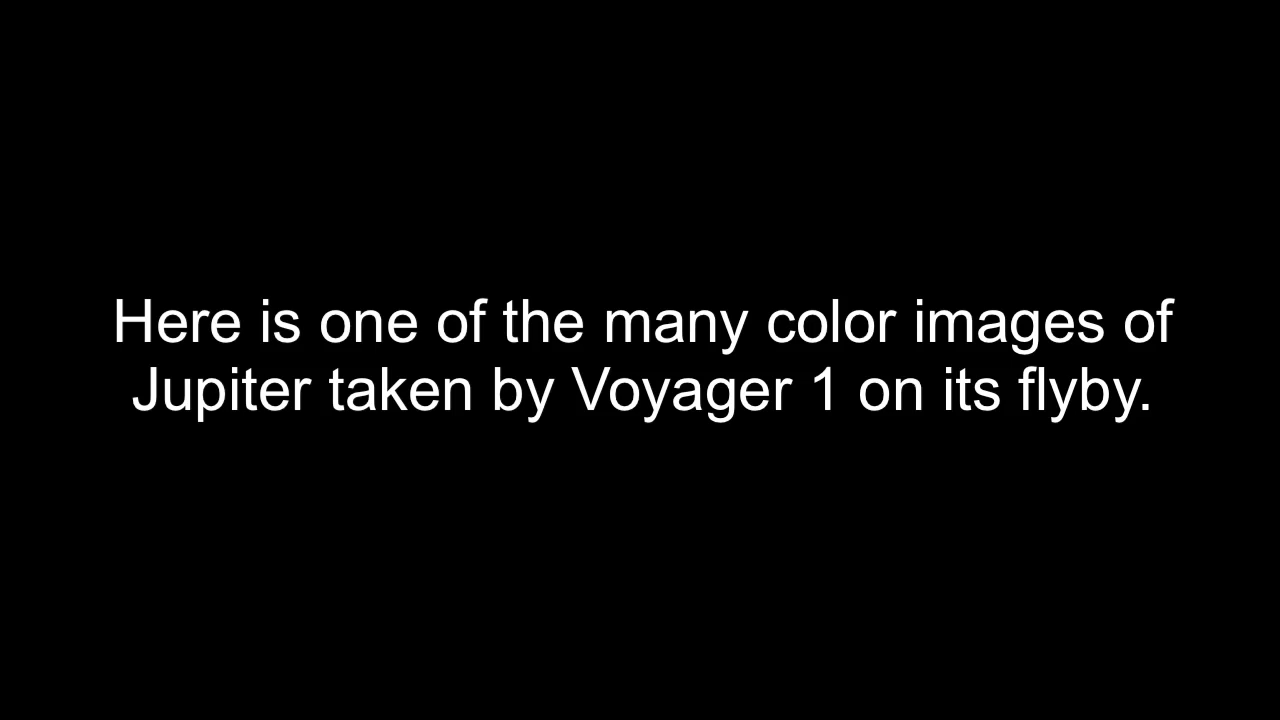 Here is one of the many color images of
Jupiter taken by Voyager 1 on its flyby.